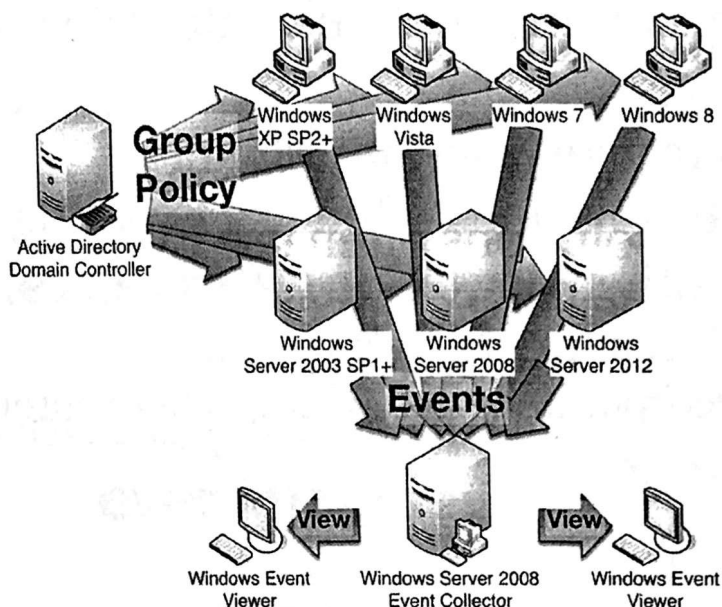 Windows
XP SP2+
Windows
Vista
Windows 7
Windows 8
Group
Policy
Active Directory
Domain Controller
Windows
Server 2003 SP1+
Windows
Server 2008
Windows
Server 2012
Events
View
View
Windows Event
Viewer
Windows Server 2008
Event Collector
Windows Event
Viewer